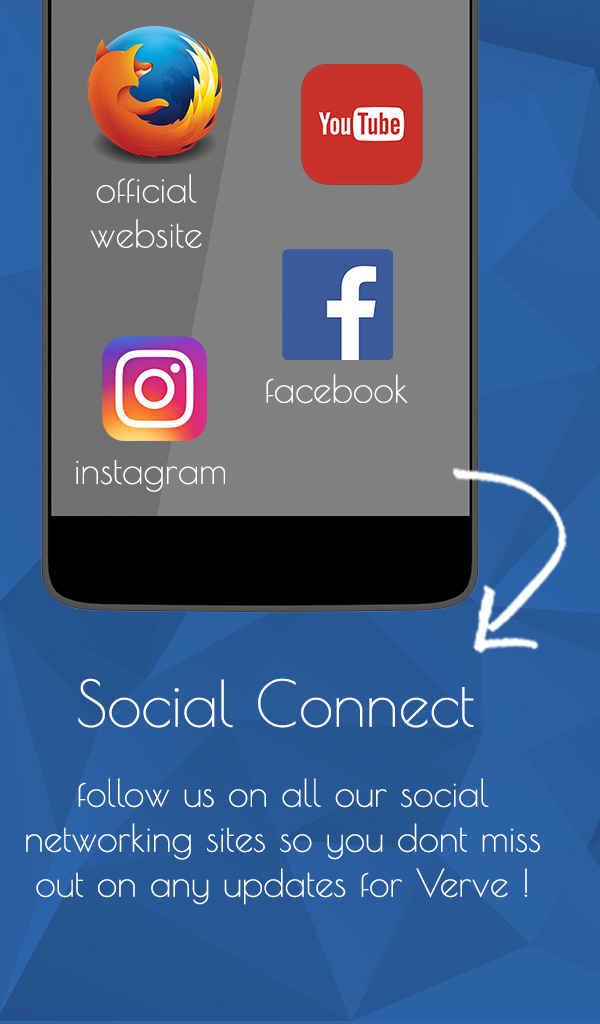 official
website
YouTube
facebook
instagram
Social Connect
follow us on all our social
networking sites so you dont miss
out on any updates for Verve !